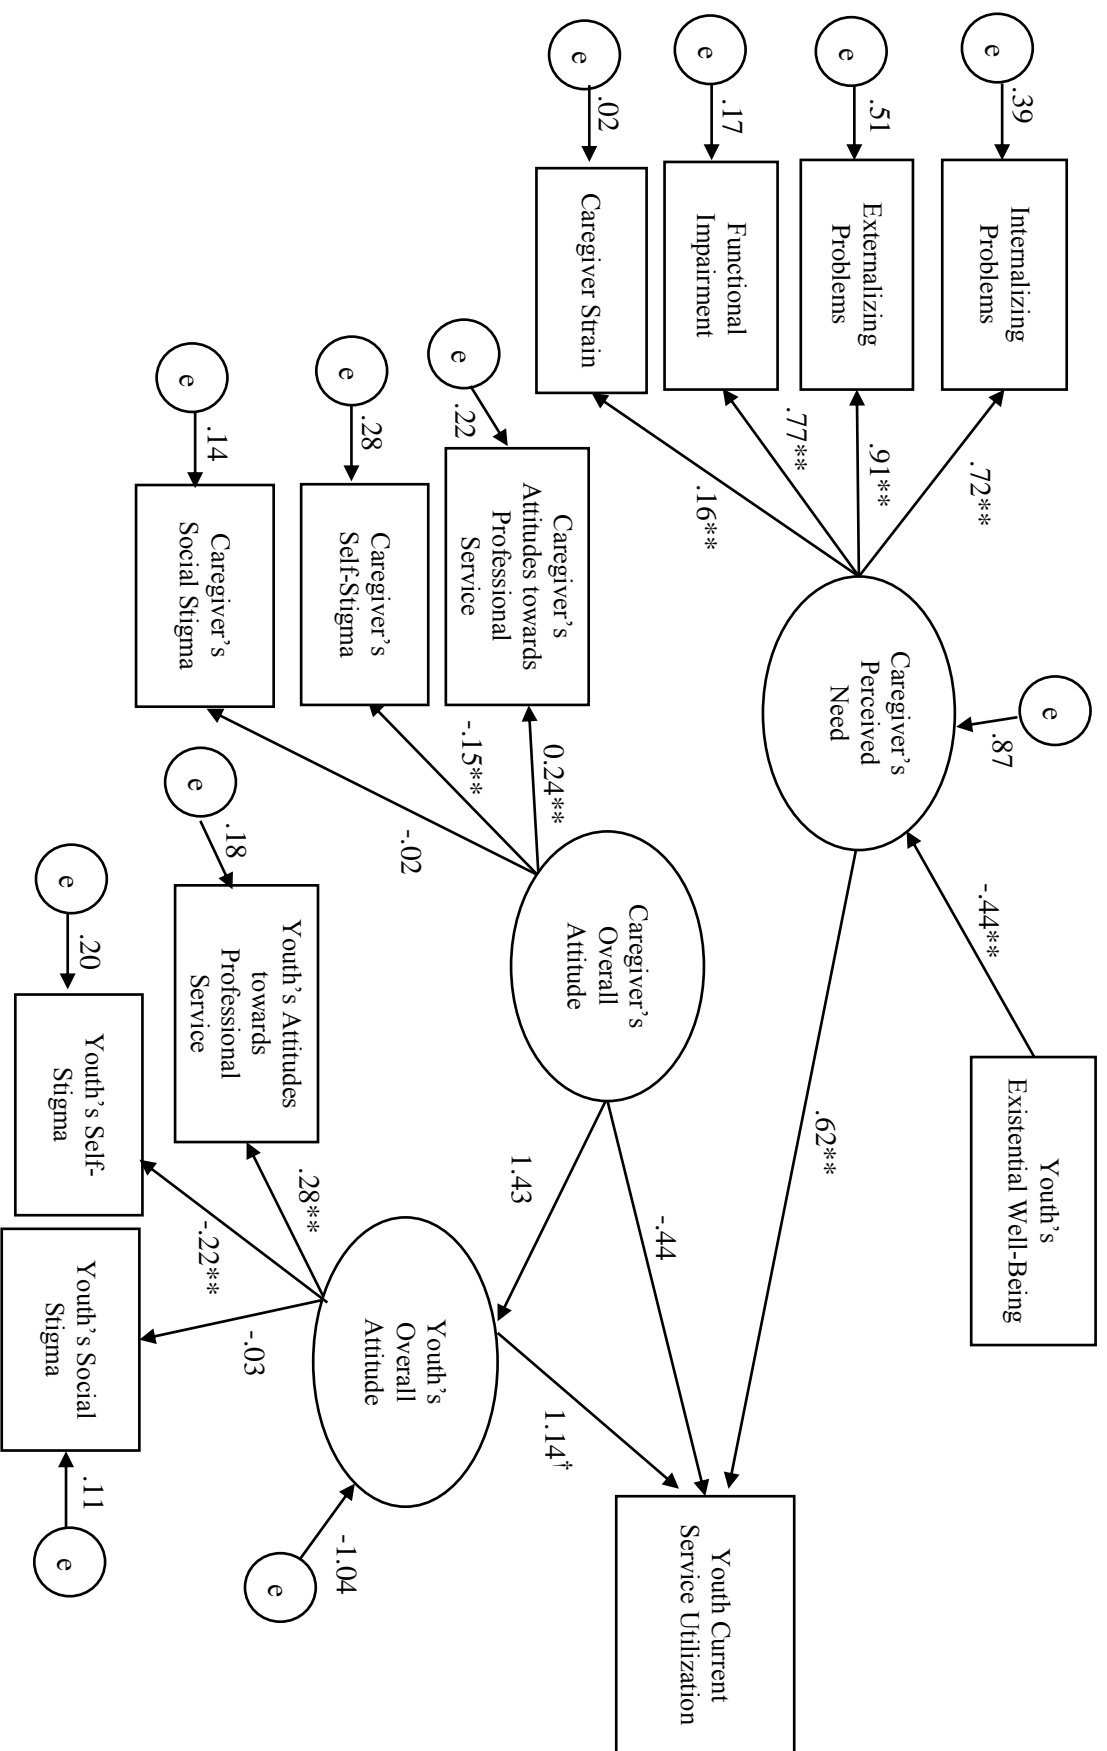 Youth's
Existential Well-Being
e
.39
Internalizing
Problems
.72**
.87
-.44**
e
.51
Externalizing
Problems
.91**
Caregiver's
Perceived
Need
.62**
e
.17
Functional
Impairment
.77**
e
.02
Caregiver Strain
.16**
Youth Current
Service Utilization
Caregiver's
Overall
Attitude
-.44
1.43
1.14†
e
.22
Caregiver's
Attitudes towards
Professional
Service
0.24**
e
.28
Caregiver's
Self-Stigma
-.15**
e
.14
Caregiver's
Social Stigma
-.02
Youth's
Overall
Attitude
-1.04
e
e
.18
Youth's Attitudes
towards
Professional
Service
.28**
e
.20
Youth's Self-
Stigma
-.22**
Youth's Social
Stigma
-.03
.11
e
e